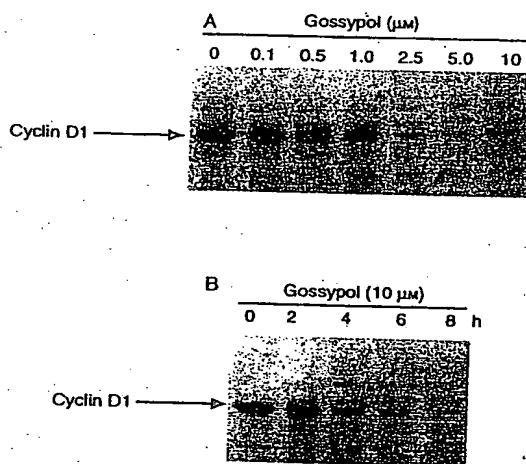 A
Gossypol (μM)
0 0.1 0.5 1.0 2.5 5.0 10
Cyclin D1
B
Gossypol (10 μM)
0 2 4 6 8 h
Cyclin D1